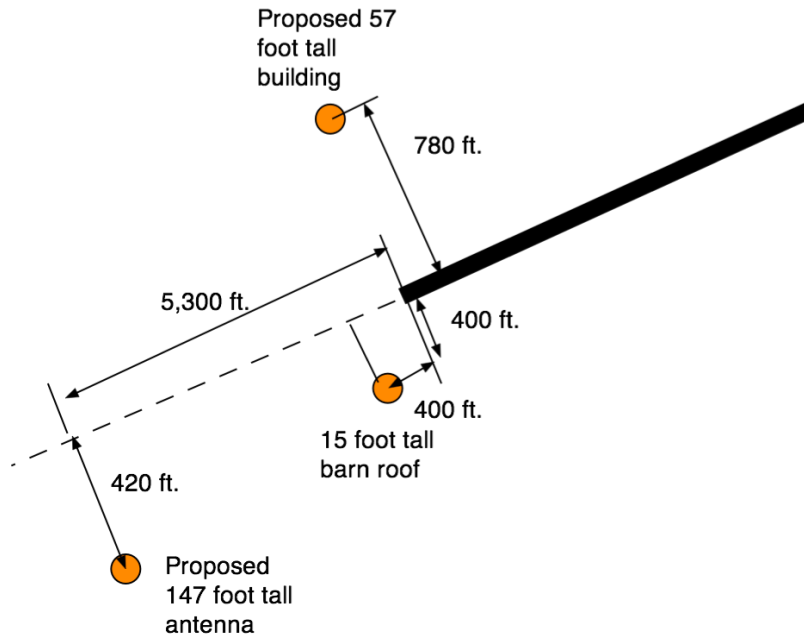 Proposed 57
foot tall
building
780 ft.
5,300 ft.
400 ft.
400 ft.
15 foot tall
barn roof
420 ft.
Proposed
147 foot tall
antenna